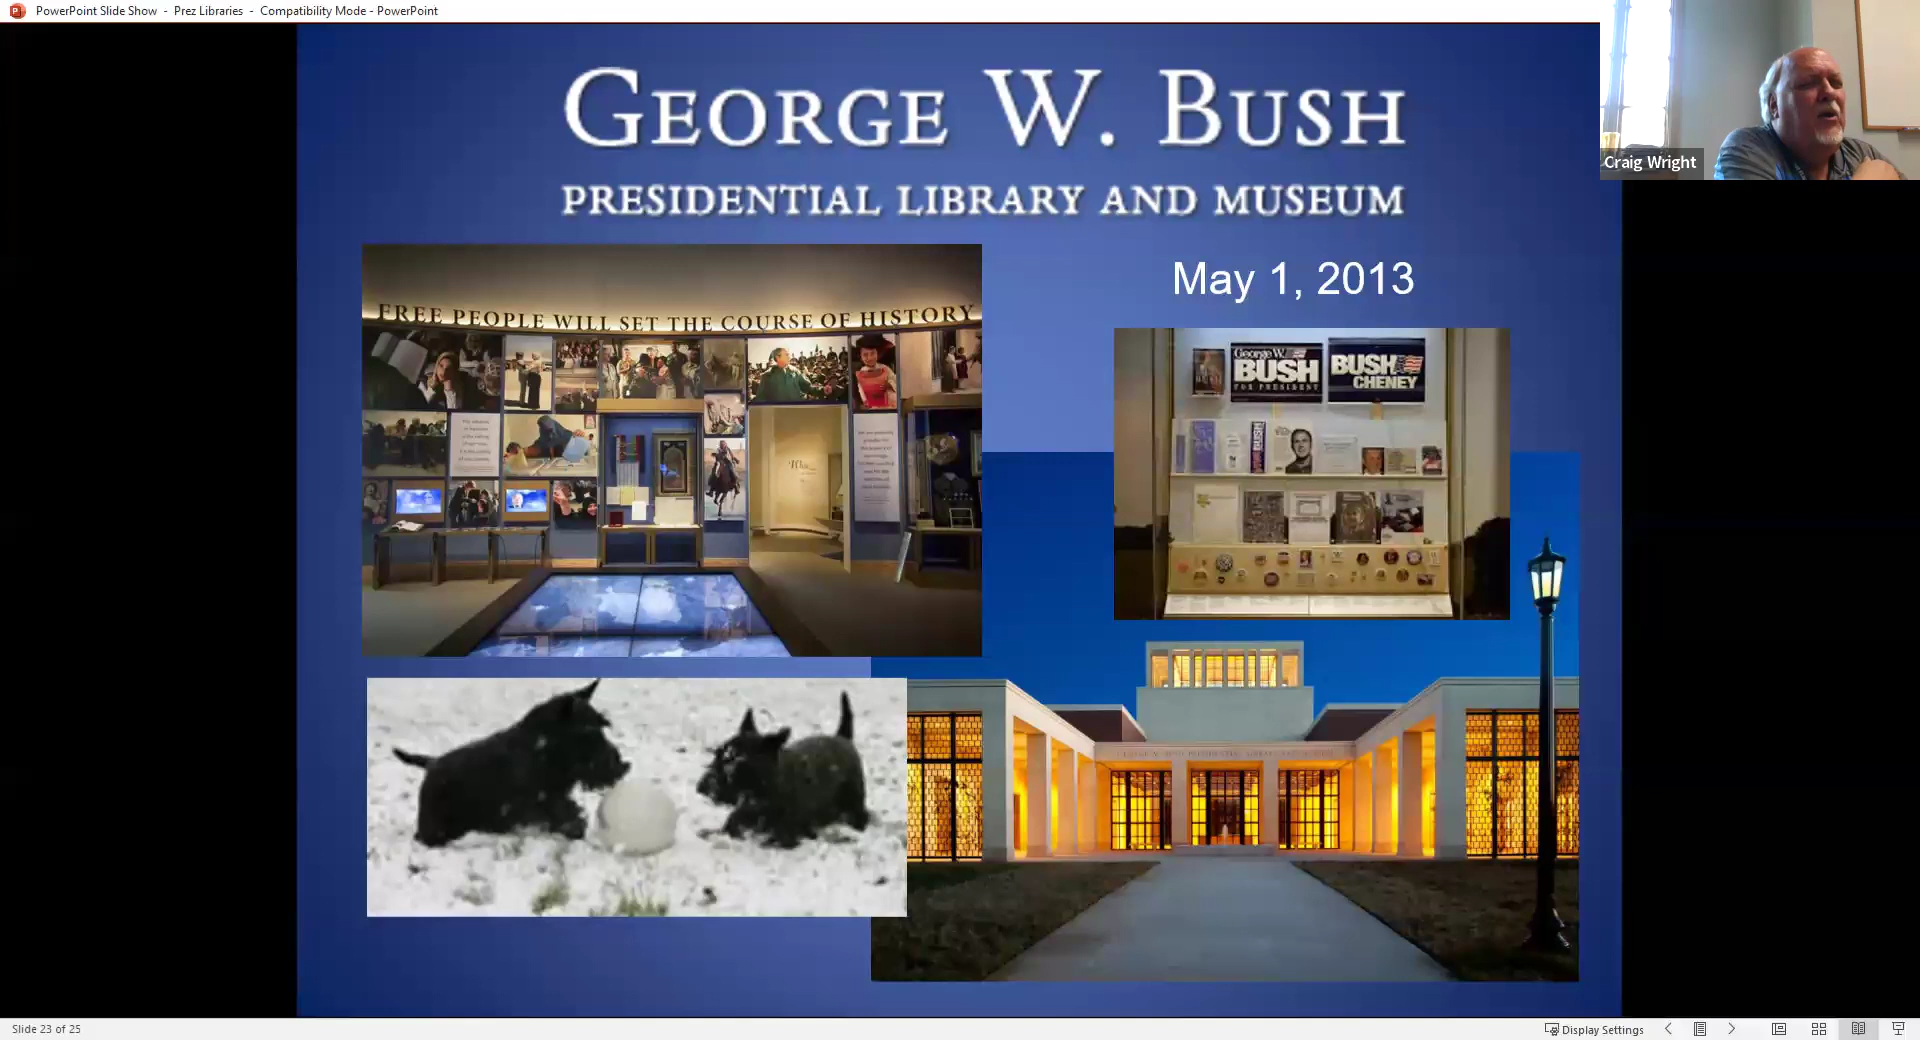 PowerPoint Slide Show - Prez Libraries - Compatibility Mode - PowerPoint
Craig Wright
GEORGE W. BUSH
PRESIDENTIAL LIBRARY AND MUSEUM
May 1, 2013
FREE PEOPLE WILL SET THE COURSE OF HISTORY
George W.
BUSH
FOR PRESIDENT
BUSH
CHENEY
Slide 23 of 25
Display Settings